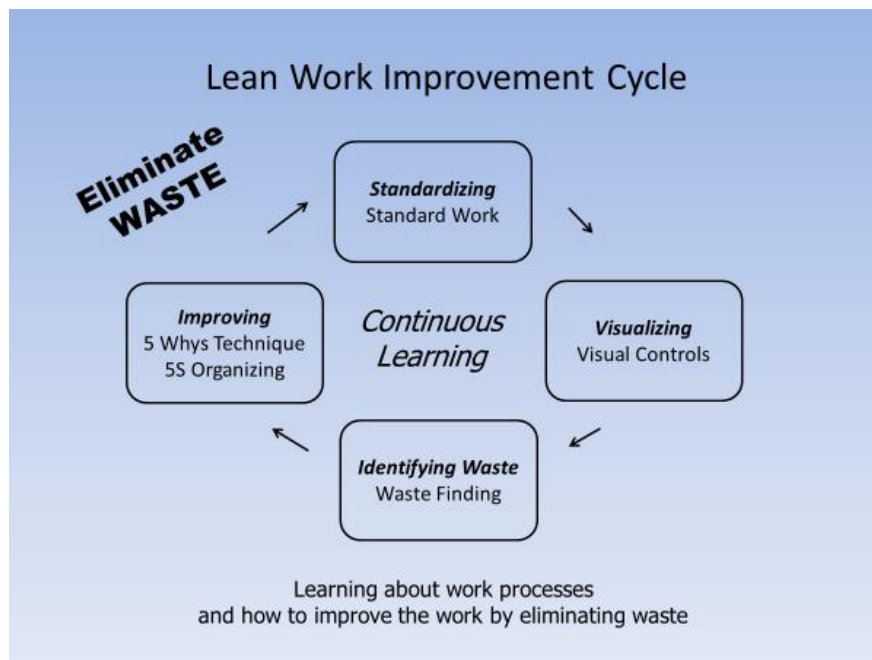 Lean Work Improvement Cycle
Eliminate
WASTE
Standardizing
Standard Work
Improving
5 Whys Technique
5S Organizing
Continuous
Learning
Visualizing
Visual Controls
Identifying Waste
Waste Finding
Learning about work processes
and how to improve the work by eliminating waste